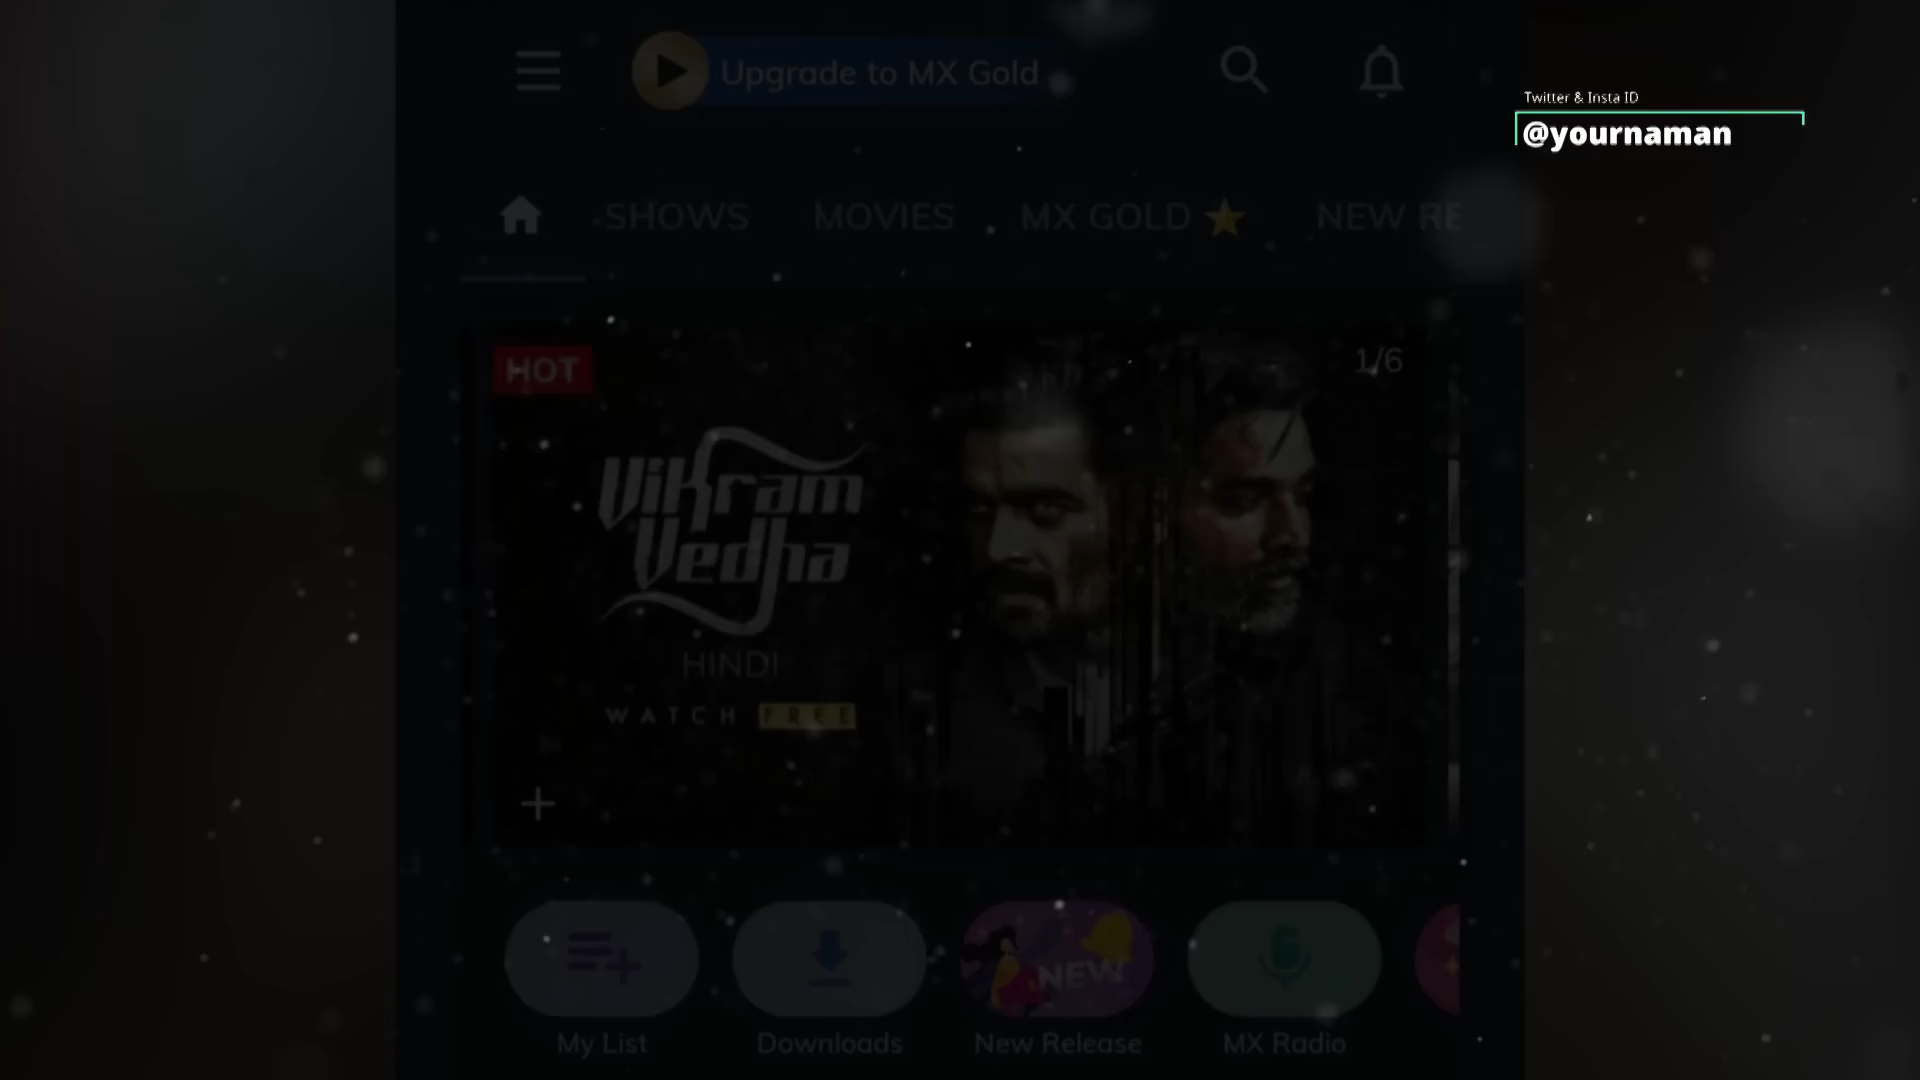 Upgrade to MX Gold
Twitter & Insta ID
@yournaman
SHOWS MOVIES MX GOLD NEW RE
HOT
1/6
Vikram
Vedha
HINDI
WATCH FREE
NEW
My List Downloads New Release MX Radio